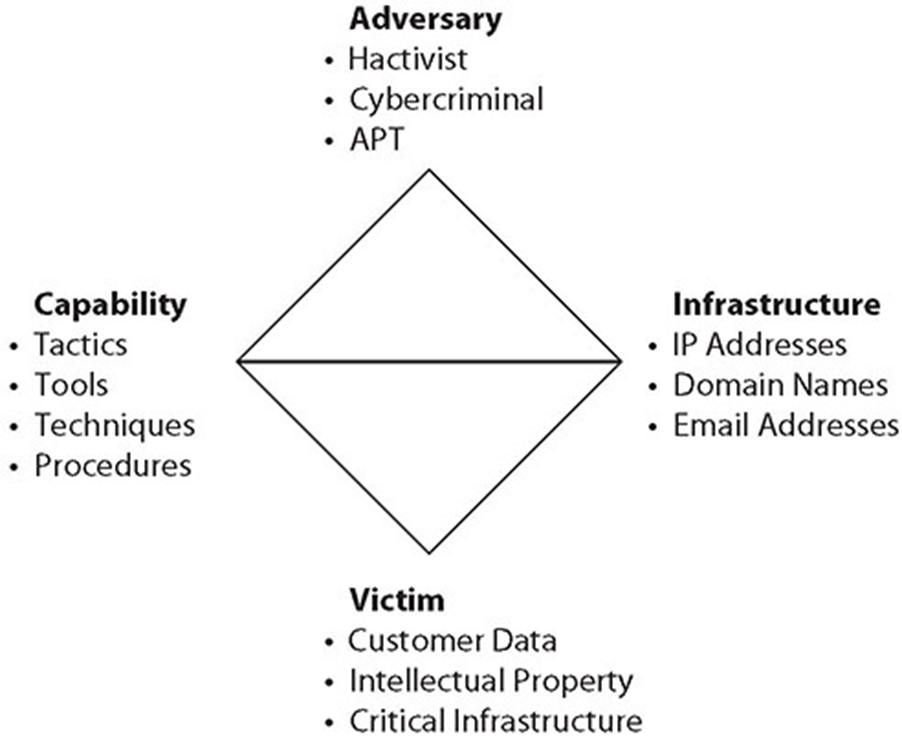 Adversary
• Hactivist
• Cybercriminal
• APT
Capability
• Tactics
• Tools
• Techniques
• Procedures
Infrastructure
• IP Addresses
• Domain Names
• Email Addresses
Victim
• Customer Data
• Intellectual Property
• Critical Infrastructure